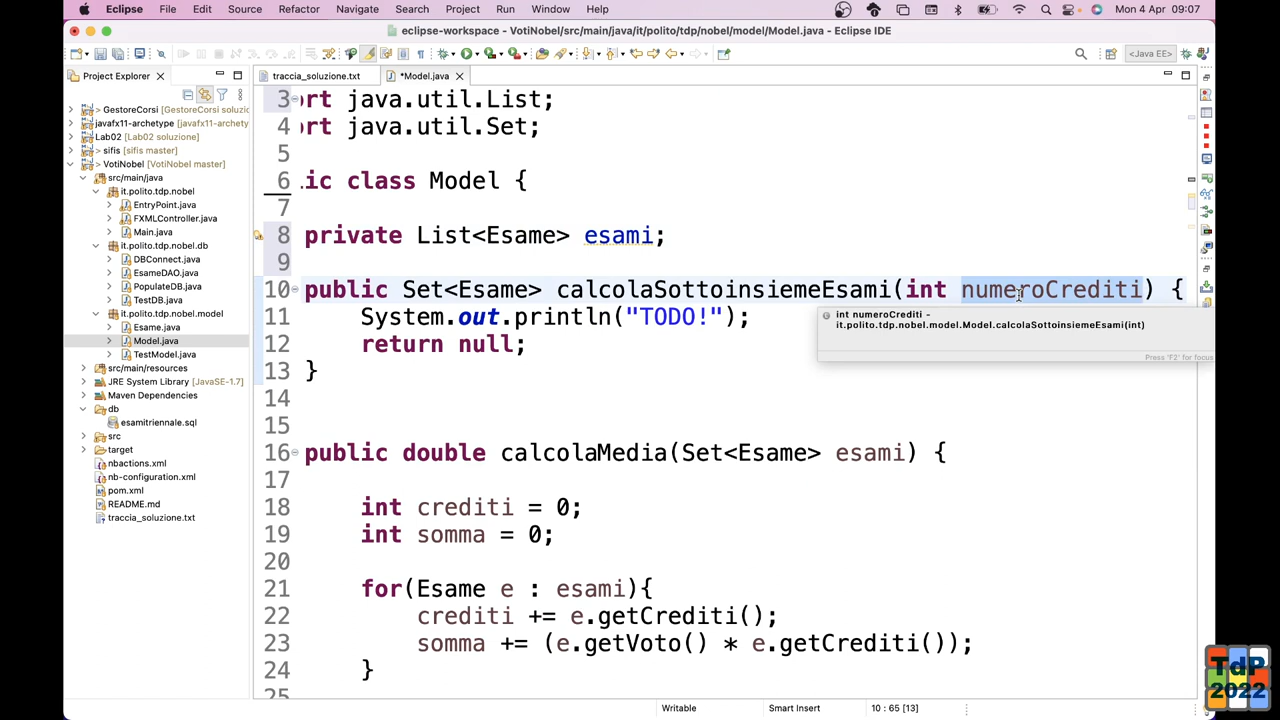 Eclipse File Edit Source Refactor Navigate Search Project Run Window Help Mon 4 Apr 09:07
eclipse-workspace - VotiNobel/src/main/java/it/polito/tdp/nobel/model/Model.java - Eclipse IDE
<Java EE>
Project Explorer
traccia_soluzione.txt
*Model.java
> GestoreCorsi [GestoreCorsi soluzio
javafx11-archetype [javafx11-archety
> Lab02 [Lab02 soluzione]
> sifis [sifis master]
> VotiNobel [VotiNobel master]
src/main/java
it.polito.tdp.nobel
EntryPoint.java
FXMLController.java
Main.java
it.polito.tdp.nobel.db
DBConnect.java
EsameDAO.java
PopulateDB.java
TestDB.java
it.polito.tdp.nobel.model
Esame.java
Model.java
TestModel.java
src/main/resources
JRE System Library [JavaSE-1.7]
Maven Dependencies
db
esamitriennale.sql
src
target
nbactions.xml
nb-configuration.xml
pom.xml
README.md
traccia_soluzione.txt
3 ort java.util.List;
4 ort java.util.Set;
5
6 ic class Model {
7
8 private List<Esame> esami;
9
10 public Set<Esame> calcolaSottoinsiemeEsami(int numeroCrediti) {
11 System.out.println("TODO!");
12 return null;
13 }
14
15
16 public double calcolaMedia(Set<Esame> esami) {
17
18 int crediti = 0;
19 int somma = 0;
20
21 for(Esame e : esami){
22 crediti += e.getCrediti();
23 somma += (e.getVoto() * e.getCrediti());
24 }
25
int numeroCrediti -
it.polito.tdp.nobel.model.Model.calcolaSottoinsiemeEsami(int)
Press 'F2' for focus
Writable Smart Insert 10 : 65 [13]
TdP
2022